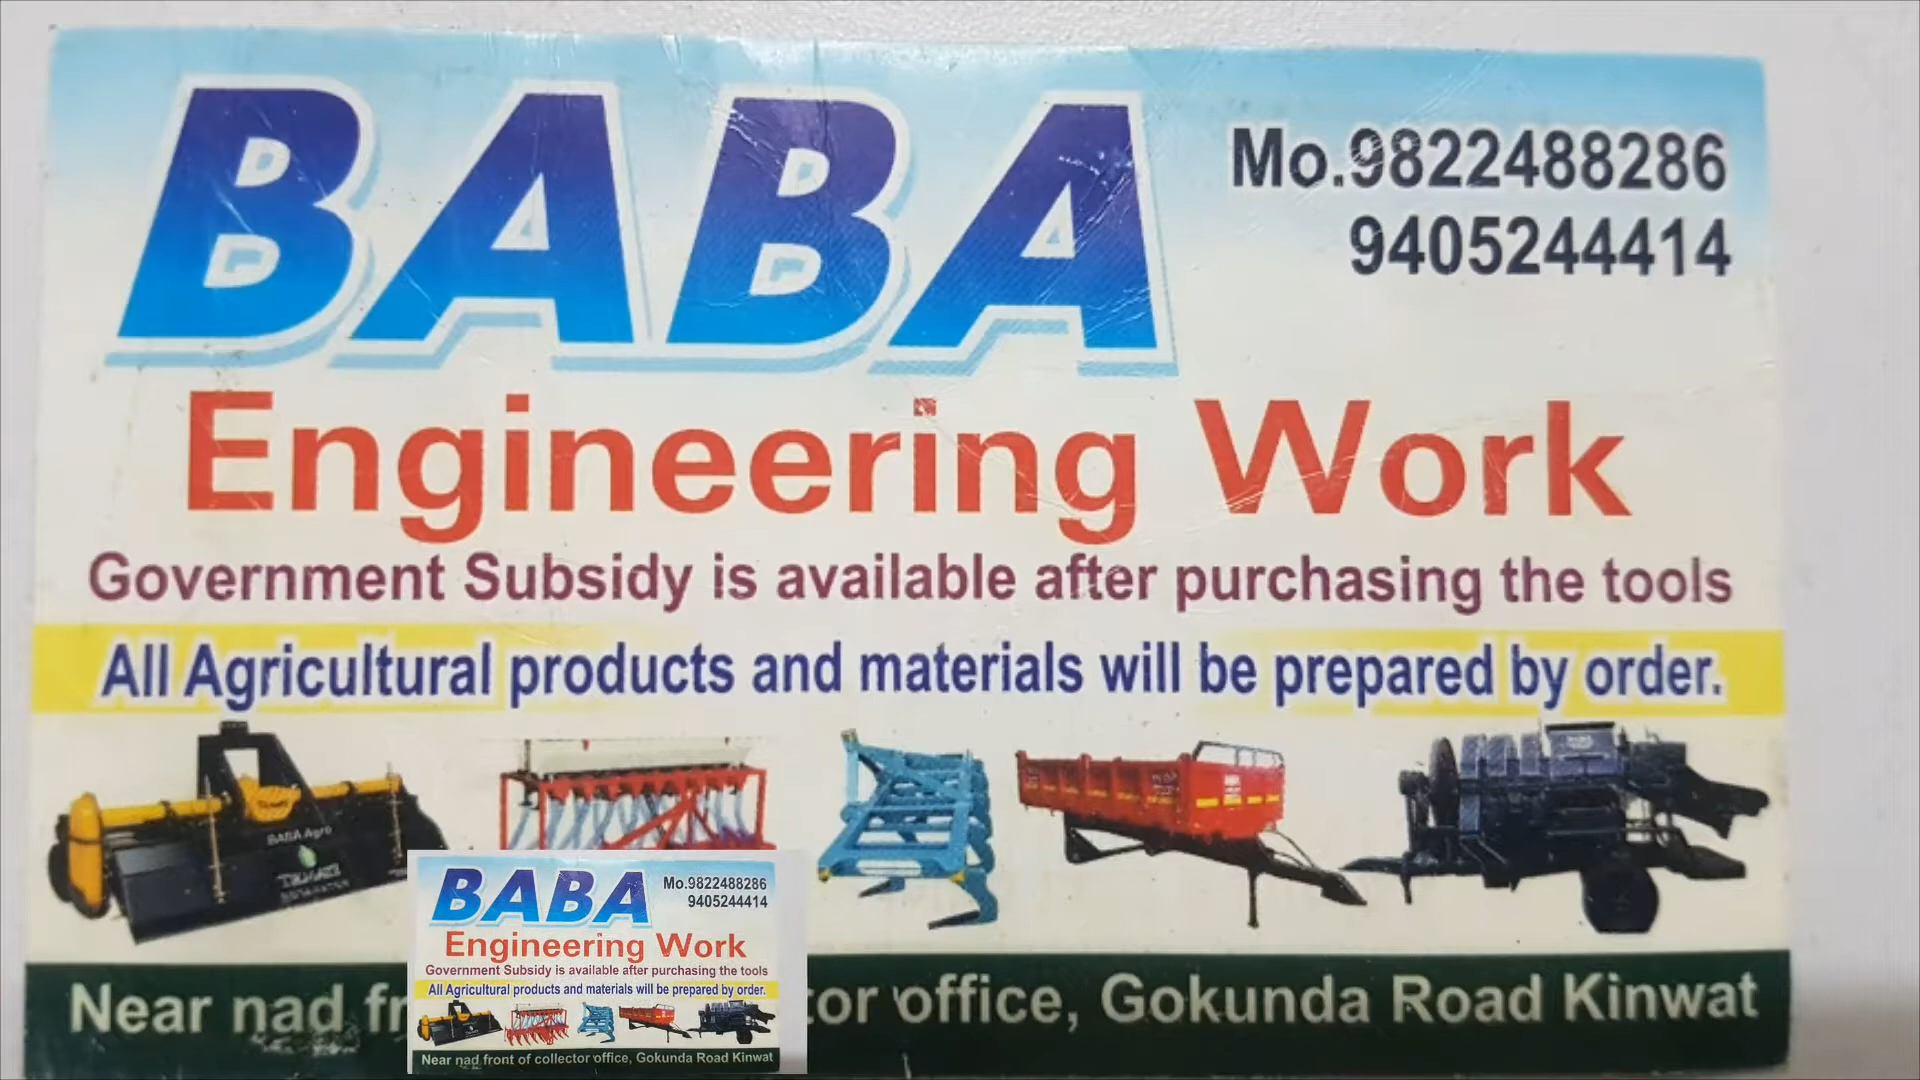 BABA
Mo.9822488286
9405244414
Engineering Work
Government Subsidy is available after purchasing the tools
All Agricultural products and materials will be prepared by order.
BABA Agro
Near nad fr
tor office, Gokunda Road Kinwat
BABA
Mo.9822488286
9405244414
Engineering Work
Government Subsidy is available after purchasing the tools
All Agricultural products and materials will be prepared by order.
Near nad front of collector office, Gokunda Road Kinwat